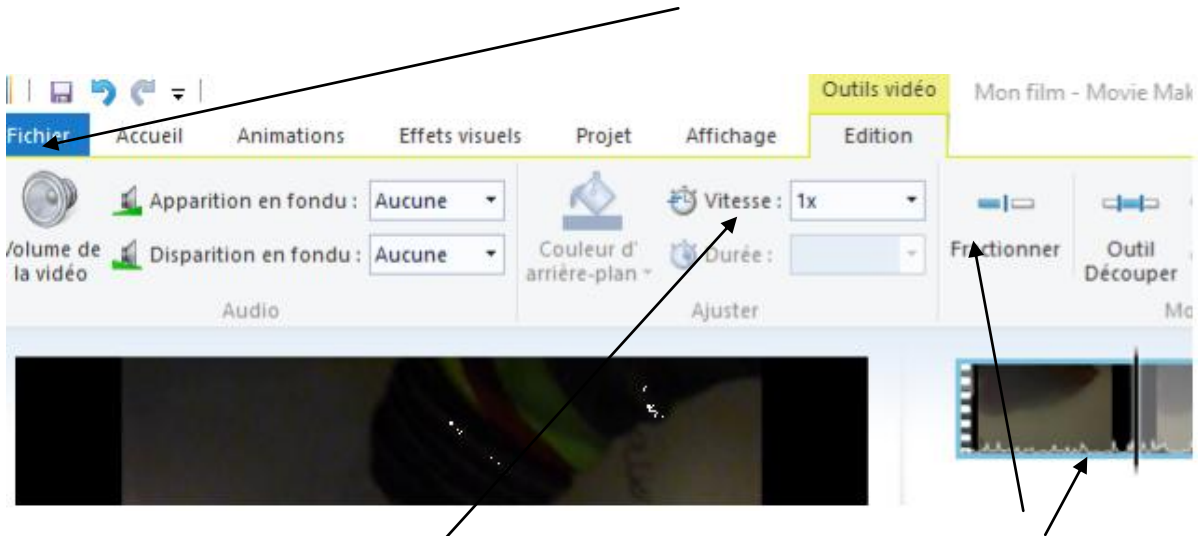 Outils vidéo Mon film - Movie Mak
Fichier Accueil Animations Effets visuels Projet Affichage Edition
Apparition en fondu : Aucune Vitesse : 1x
Volume de la vidéo Disparition en fondu : Aucune Couleur d'arrière-plan Durée : Fractionner Outil Découper
Audio Ajuster Mo